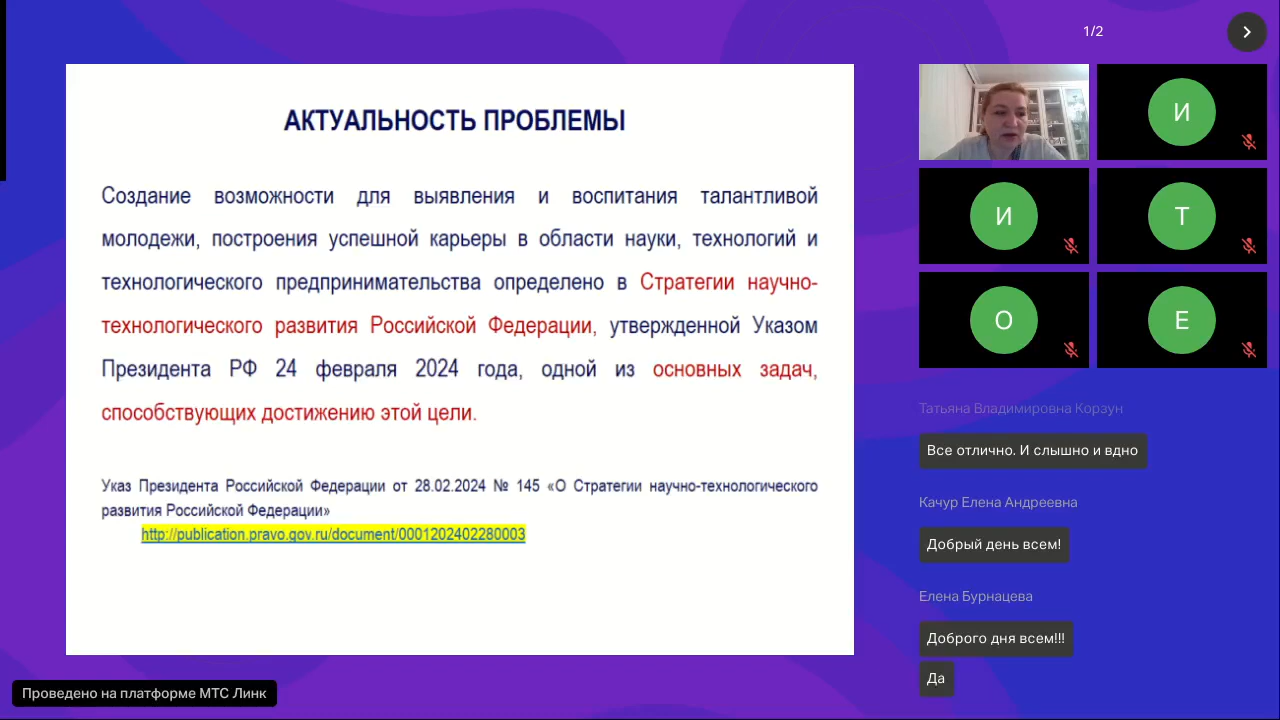 1/2
АКТУАЛЬНОСТЬ ПРОБЛЕМЫ
Создание возможности для выявления и воспитания талантливой
молодежи, построения успешной карьеры в области науки, технологий и
технологического предпринимательства определено в Стратегии научно-
технологического развития Российской Федерации, утвержденной Указом
Президента РФ 24 февраля 2024 года, одной из основных задач,
способствующих достижению этой цели.
Указ Президента Российской Федерации от 28.02.2024 № 145 «О Стратегии научно-технологического
развития Российской Федерации»
http://publication.pravo.gov.ru/document/0001202402280003
И
И
Т
О
Е
Татьяна Владимировна Корзун
Все отлично. И слышно и вдно
Качур Елена Андреевна
Добрый день всем!
Елена Бурнацева
Доброго дня всем!!!
Да
Проведено на платформе МТС Линк